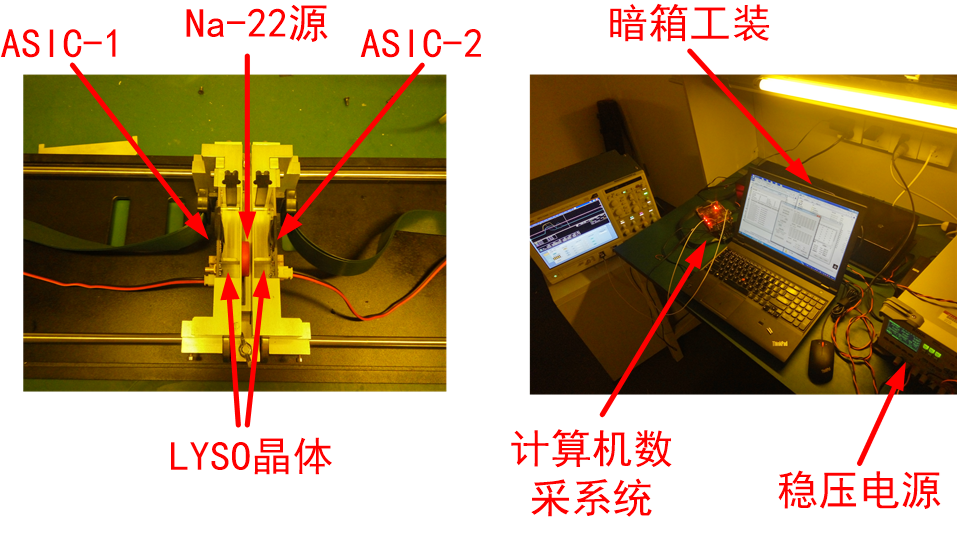 Na-22源
ASIC-1
ASIC-2
暗箱工装
LYSO晶体
计算机数
采系统
稳压电源
ThinkPad